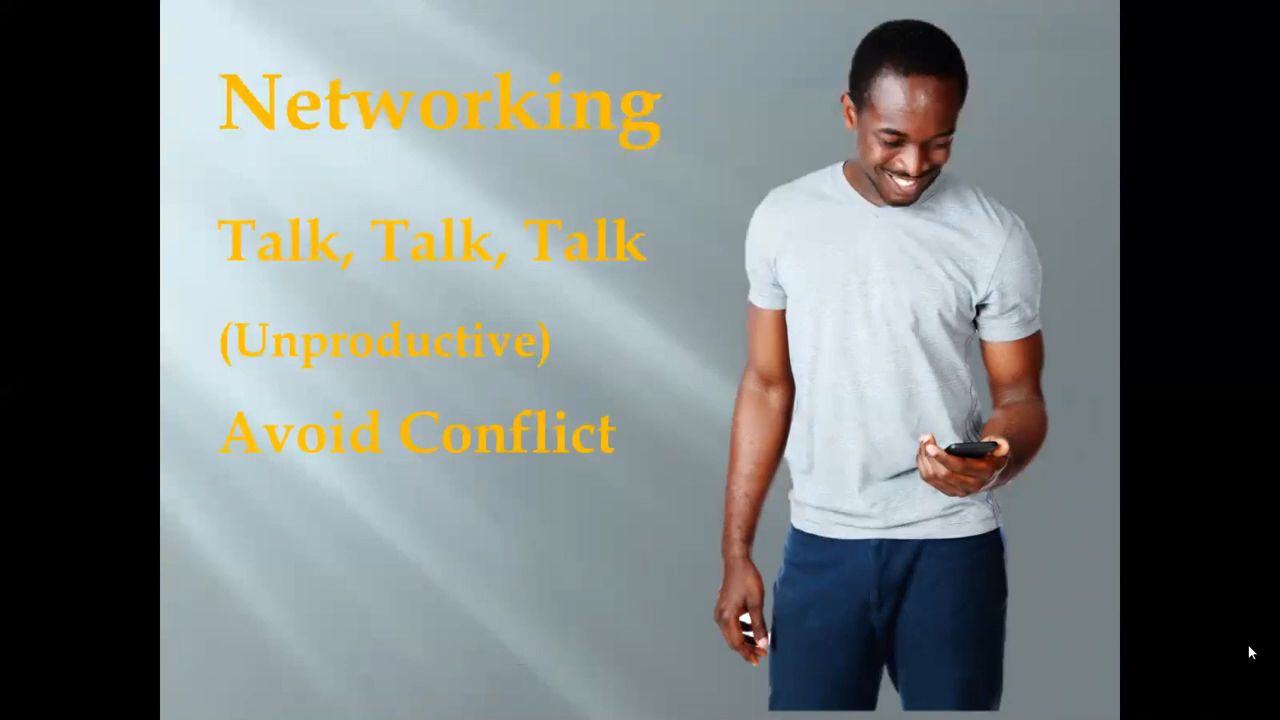 Networking
Talk, Talk, Talk
(Unproductive)
Avoid Conflict